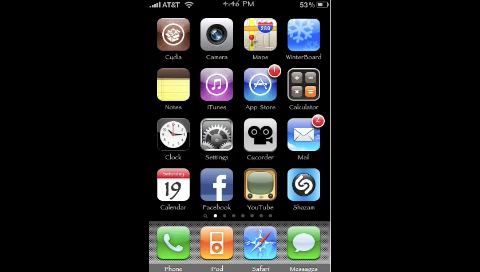 AT&T 4:46 PM 53%
Cydia Camera Maps WinterBoard
280
1
Notes iTunes App Store Calculator
2
Clock Settings Cycorder Mail
Saturday
19
Calendar Facebook YouTube Shazam
Phone iPod Safari Messages